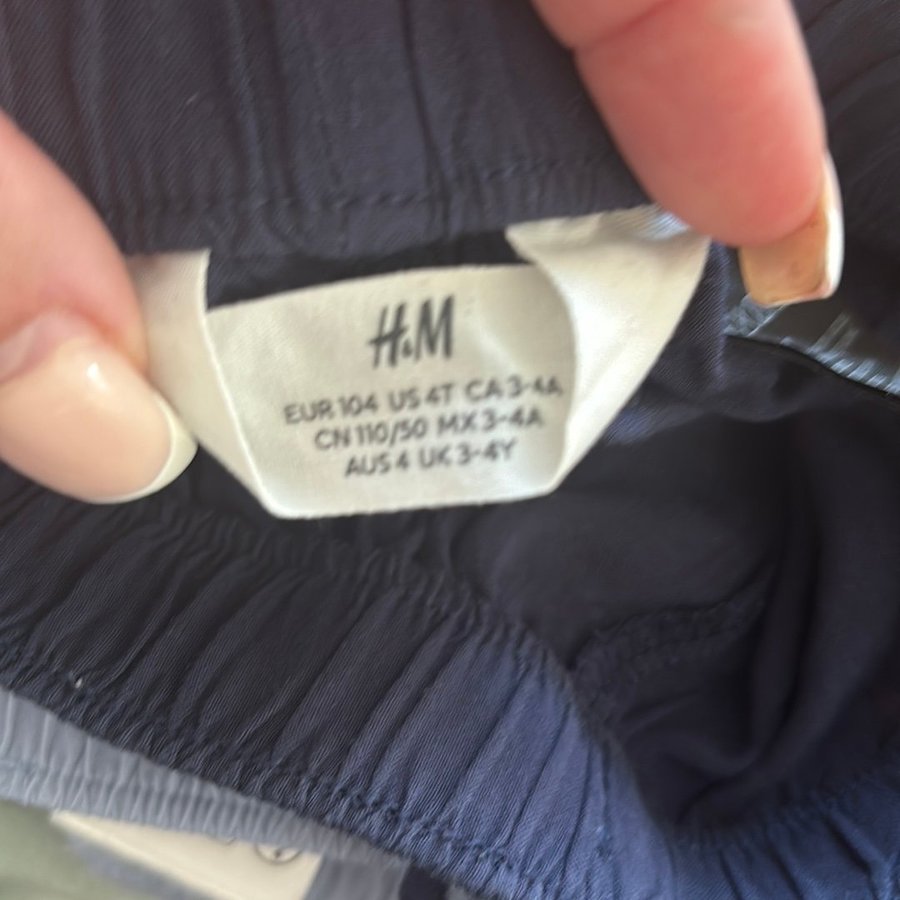 H&M
EUR 104 US 4T CA 3-4A
CN 110/50 MX 3-4A
AUS 4 UK 3-4Y